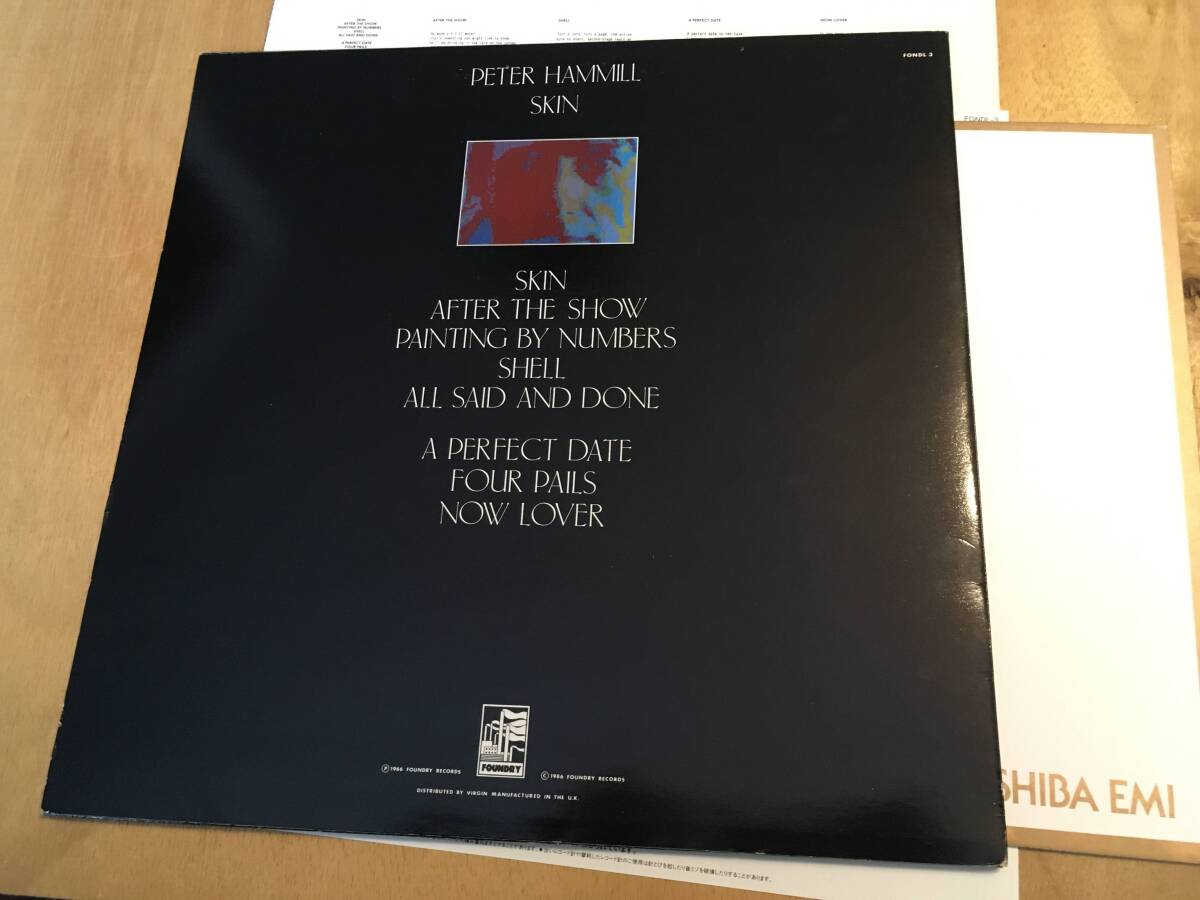 SKIN
AFTER THE SHOW
PAINTING BY NUMBERS
SHELL
ALL SAID AND DONE
A PERFECT DATE
FOUR PAILS
AFTER THE SHOW
SHELL
A PERFECT DATE
NOW LOVER
FONDL 3
FONDL-3
PETER HAMMILL
SKIN
SKIN
AFTER THE SHOW
PAINTING BY NUMBERS
SHELL
ALL SAID AND DONE
A PERFECT DATE
FOUR PAILS
NOW LOVER
FOUNDRY
Ⓟ 1986 FOUNDRY RECORDS
© 1986 FOUNDRY RECORDS
DISTRIBUTED BY VIRGIN MANUFACTURED IN THE U.K.
SHIBA EMI